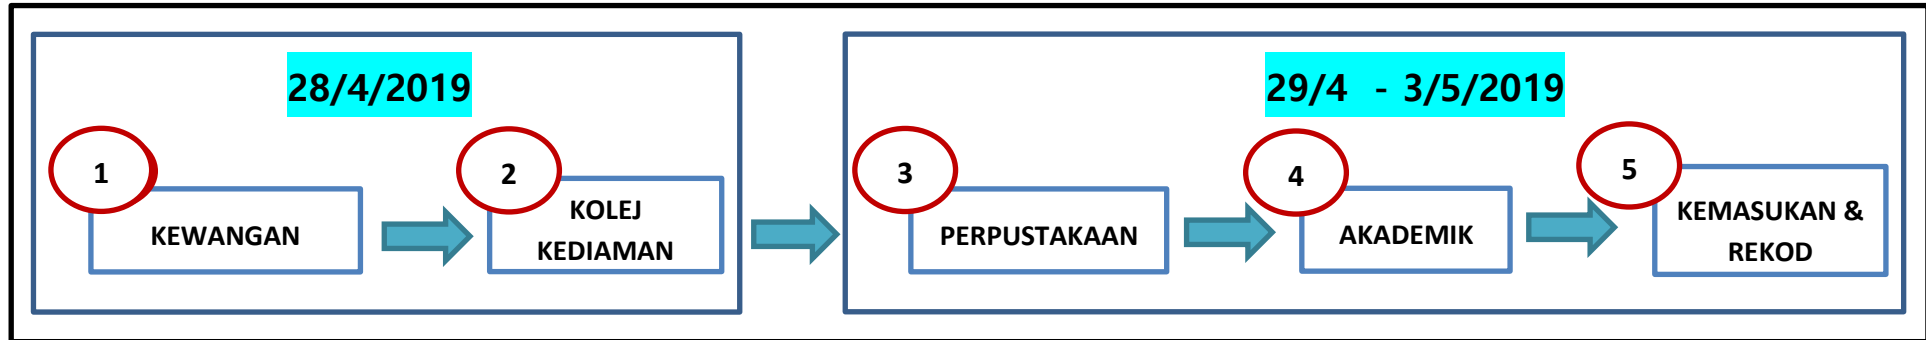 28/4/2019
1
KEWANGAN
2
KOLEJ
KEDIAMAN
29/4 - 3/5/2019
3
PERPUSTAKAAN
4
AKADEMIK
5
KEMASUKAN &
REKOD